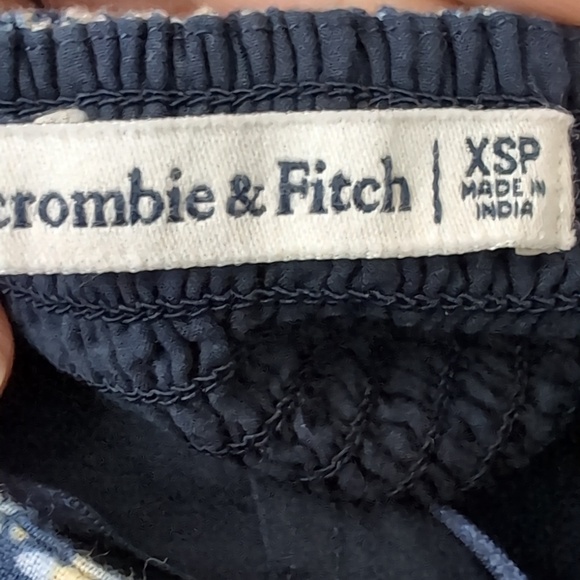 crombie & Fitch
XSP
MADE IN
INDIA